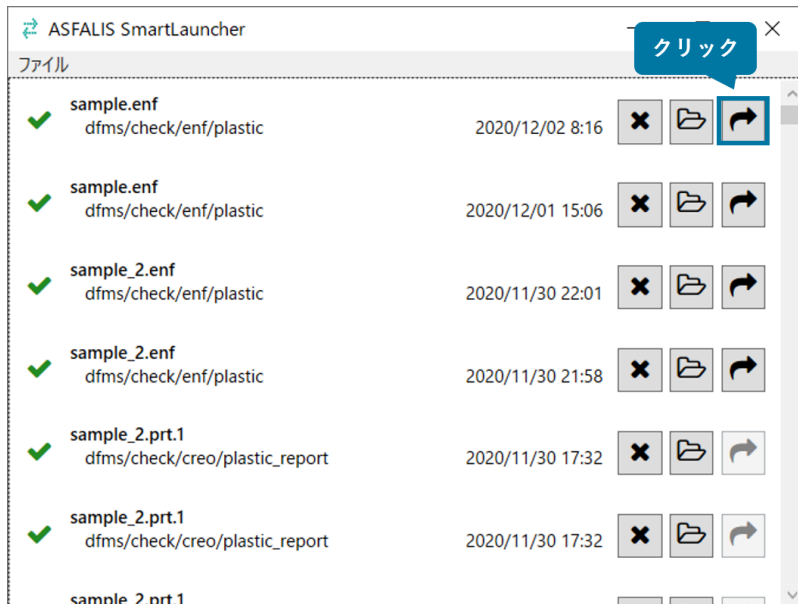 ASFALIS SmartLauncher
クリック
ファイル
sample.enf
dfms/check/enf/plastic
2020/12/02 8:16
sample.enf
dfms/check/enf/plastic
2020/12/01 15:06
sample_2.enf
dfms/check/enf/plastic
2020/11/30 22:01
sample_2.enf
dfms/check/enf/plastic
2020/11/30 21:58
sample_2.prt.1
dfms/check/creo/plastic_report
2020/11/30 17:32
sample_2.prt.1
dfms/check/creo/plastic_report
2020/11/30 17:32
sample_2.prt.1